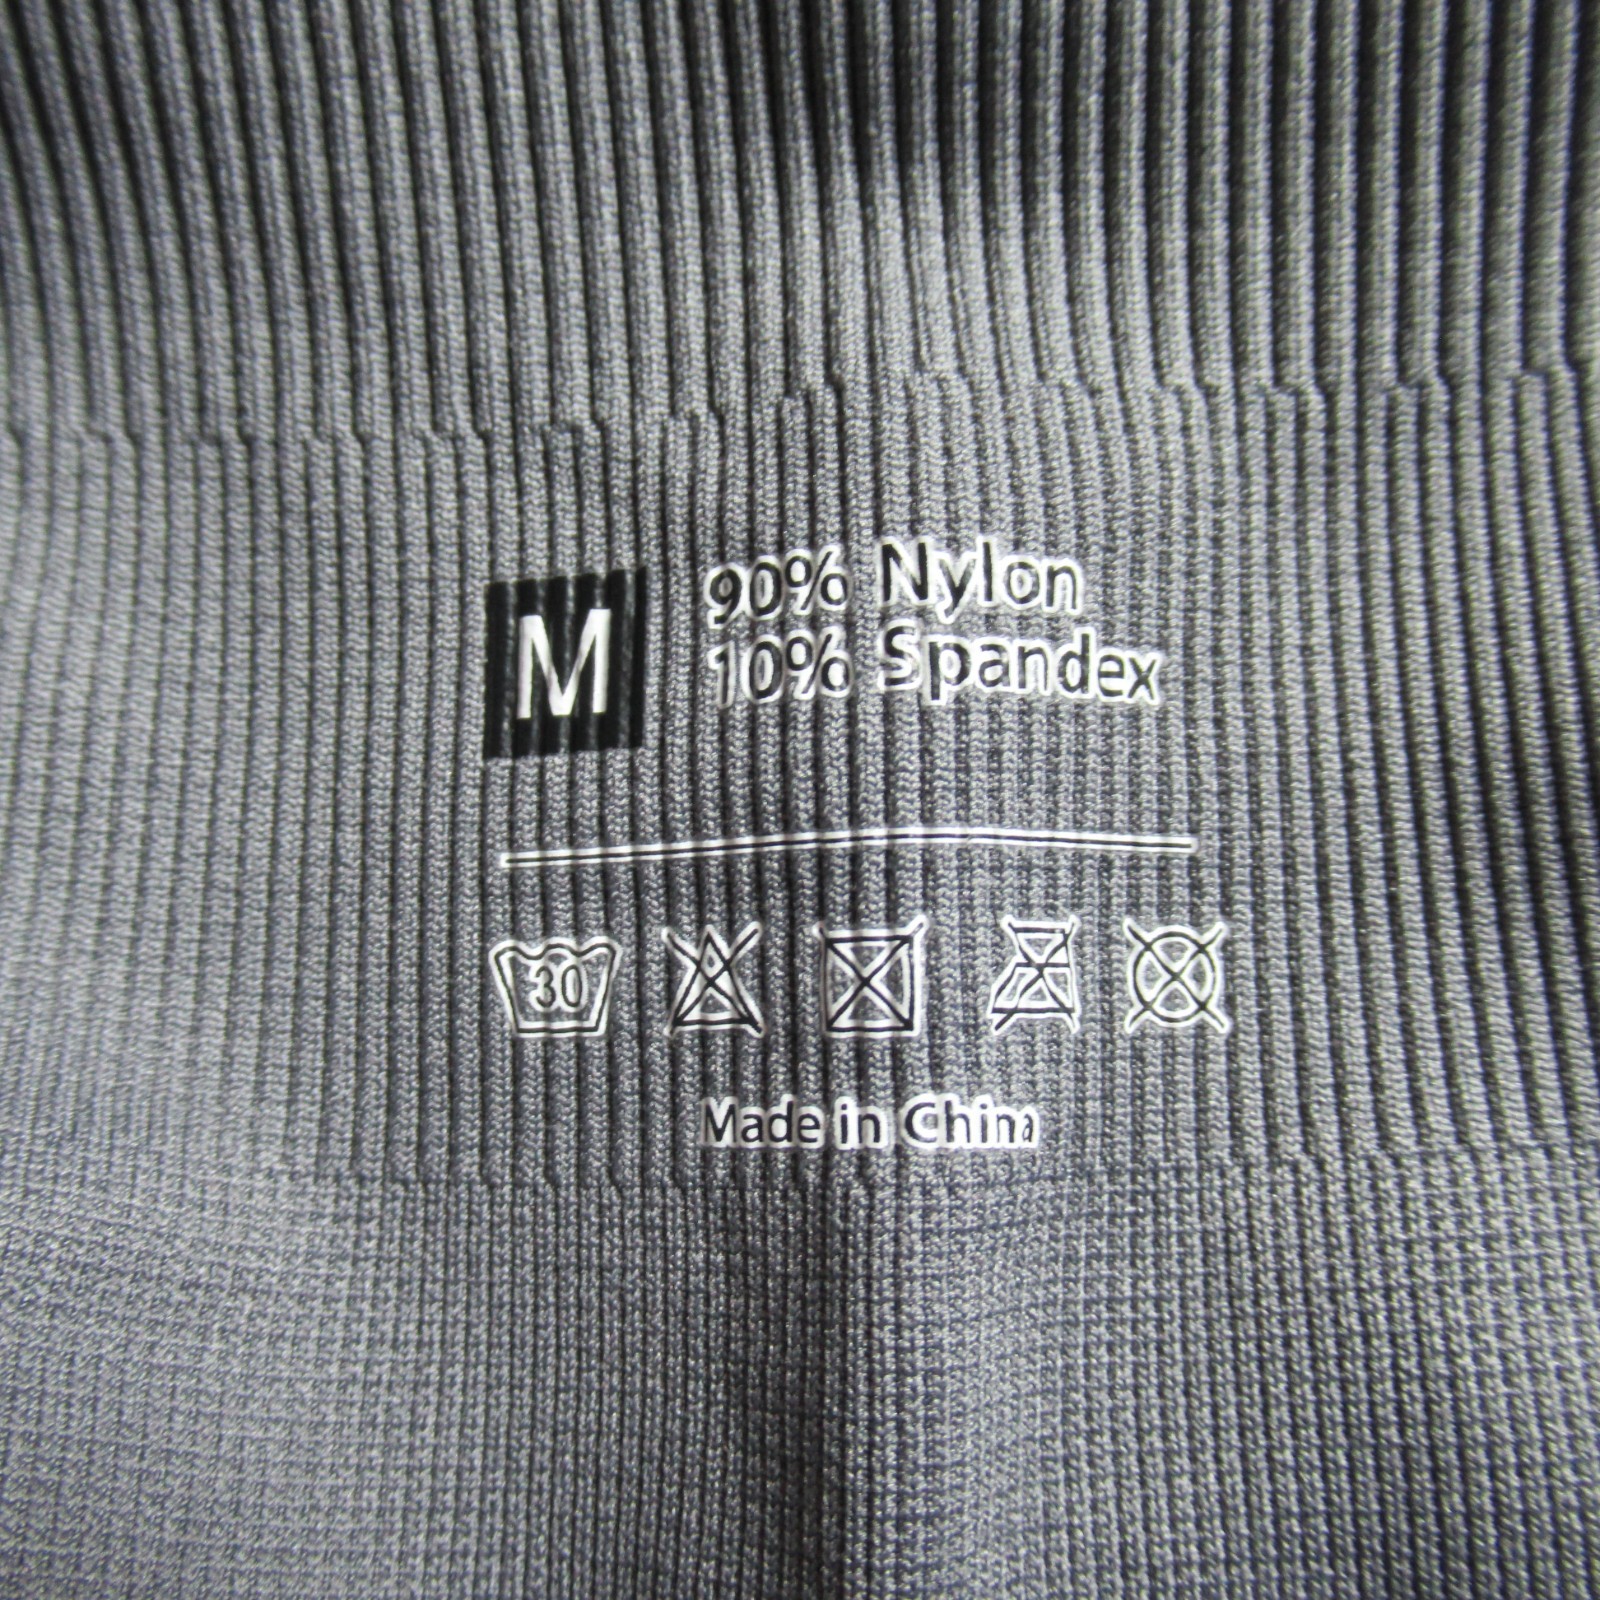 M
90% Nylon
10% Spandex
30
Made in China